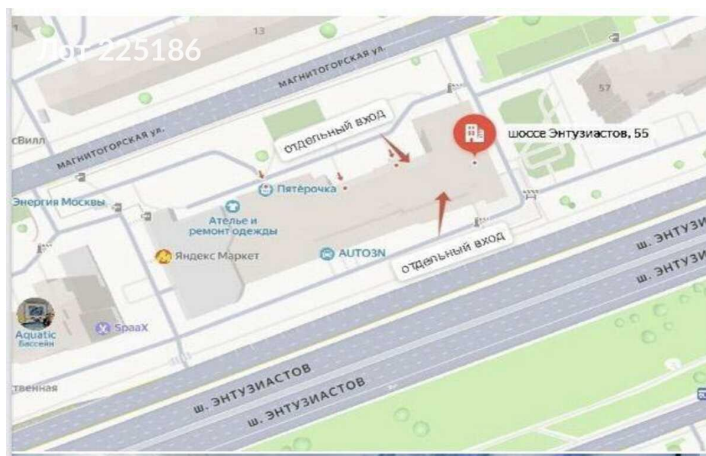 13
Лот 225186
МАГНИТОГОРСКАЯ ул.
57
шоссе Энтузиастов, 55
отдельный вход
сВилл
МАГНИТОГОРСКАЯ ул.
Пятёрочка
Энергия Москвы
Ателье и
ремонт одежды
Яндекс Маркет
AUTO3N
отдельный вход
ш. ЭНТУЗИ
ш. ЭНТУЗИ
Aquatic
Бассейн
SpaaX
твенная
ш. ЭНТУЗИАСТОВ
ш. ЭНТУЗИАСТОВ